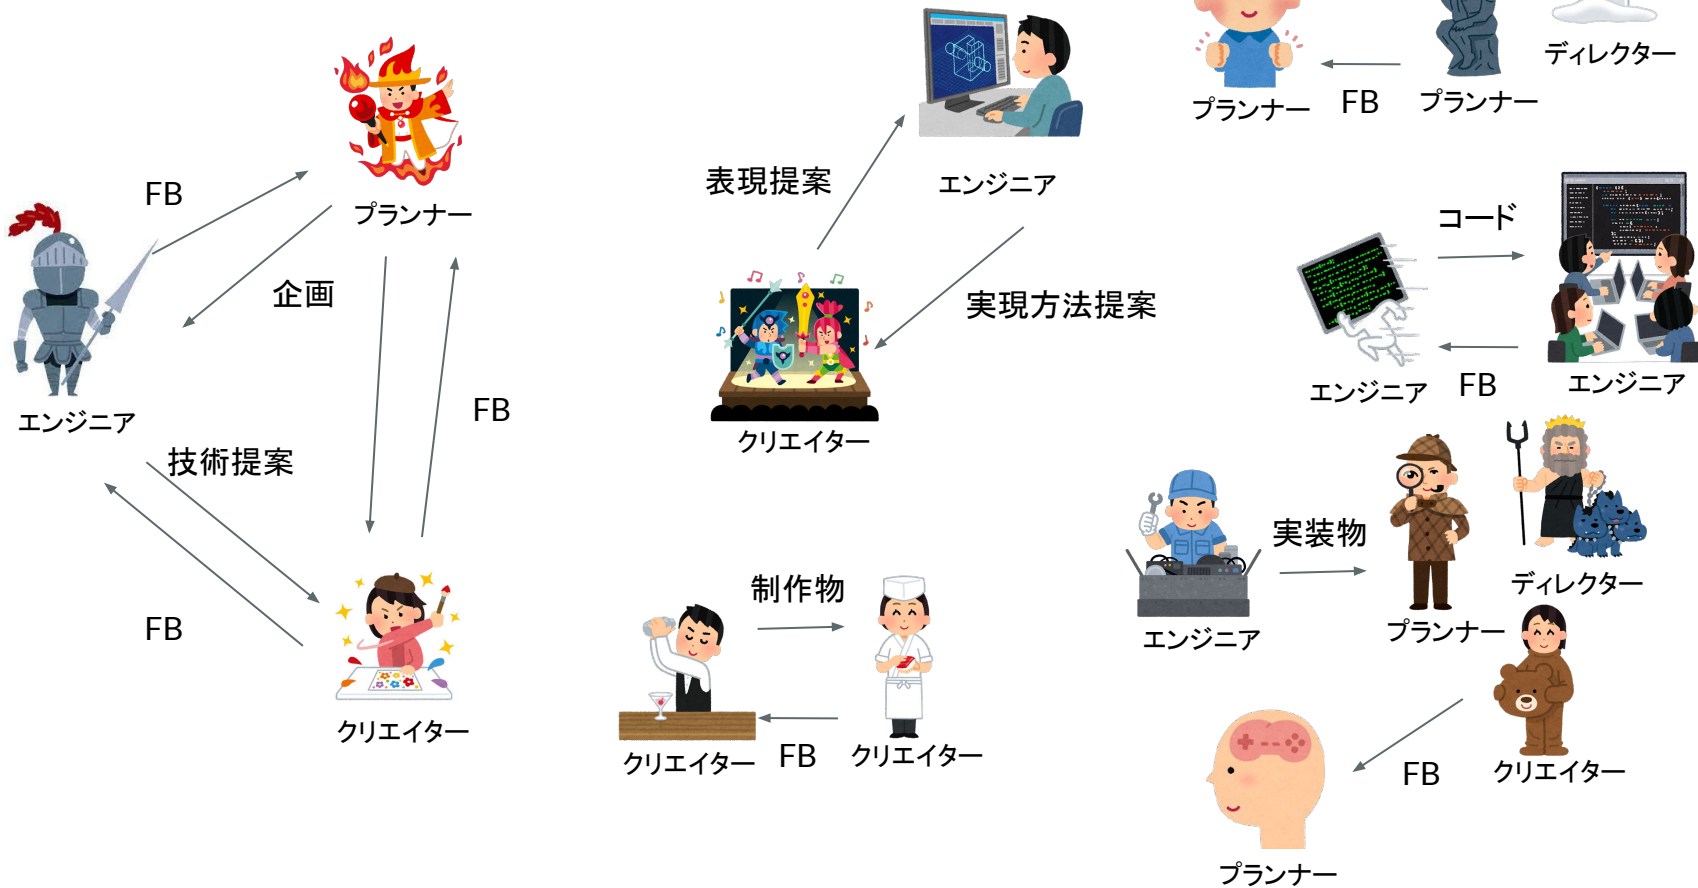 FB
プランナー
企画
エンジニア
FB
技術提案
FB
クリエイター
表現提案
エンジニア
実現方法提案
クリエイター
制作物
クリエイター
FB
クリエイター
ディレクター
プランナー
FB
プランナー
コード
エンジニア
FB
エンジニア
実装物
エンジニア
プランナー
ディレクター
FB
クリエイター
プランナー